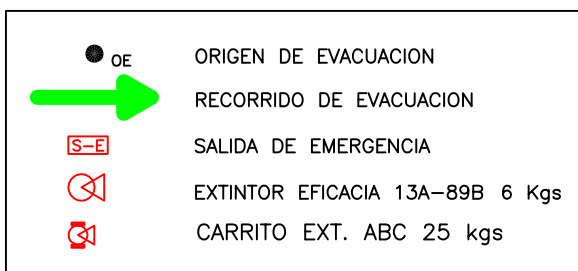 OE ORIGEN DE EVACUACION
RECORRIDO DE EVACUACION
S-E SALIDA DE EMERGENCIA
EXTINTOR EFICACIA 13A-89B 6 Kgs
CARRITO EXT. ABC 25 kgs